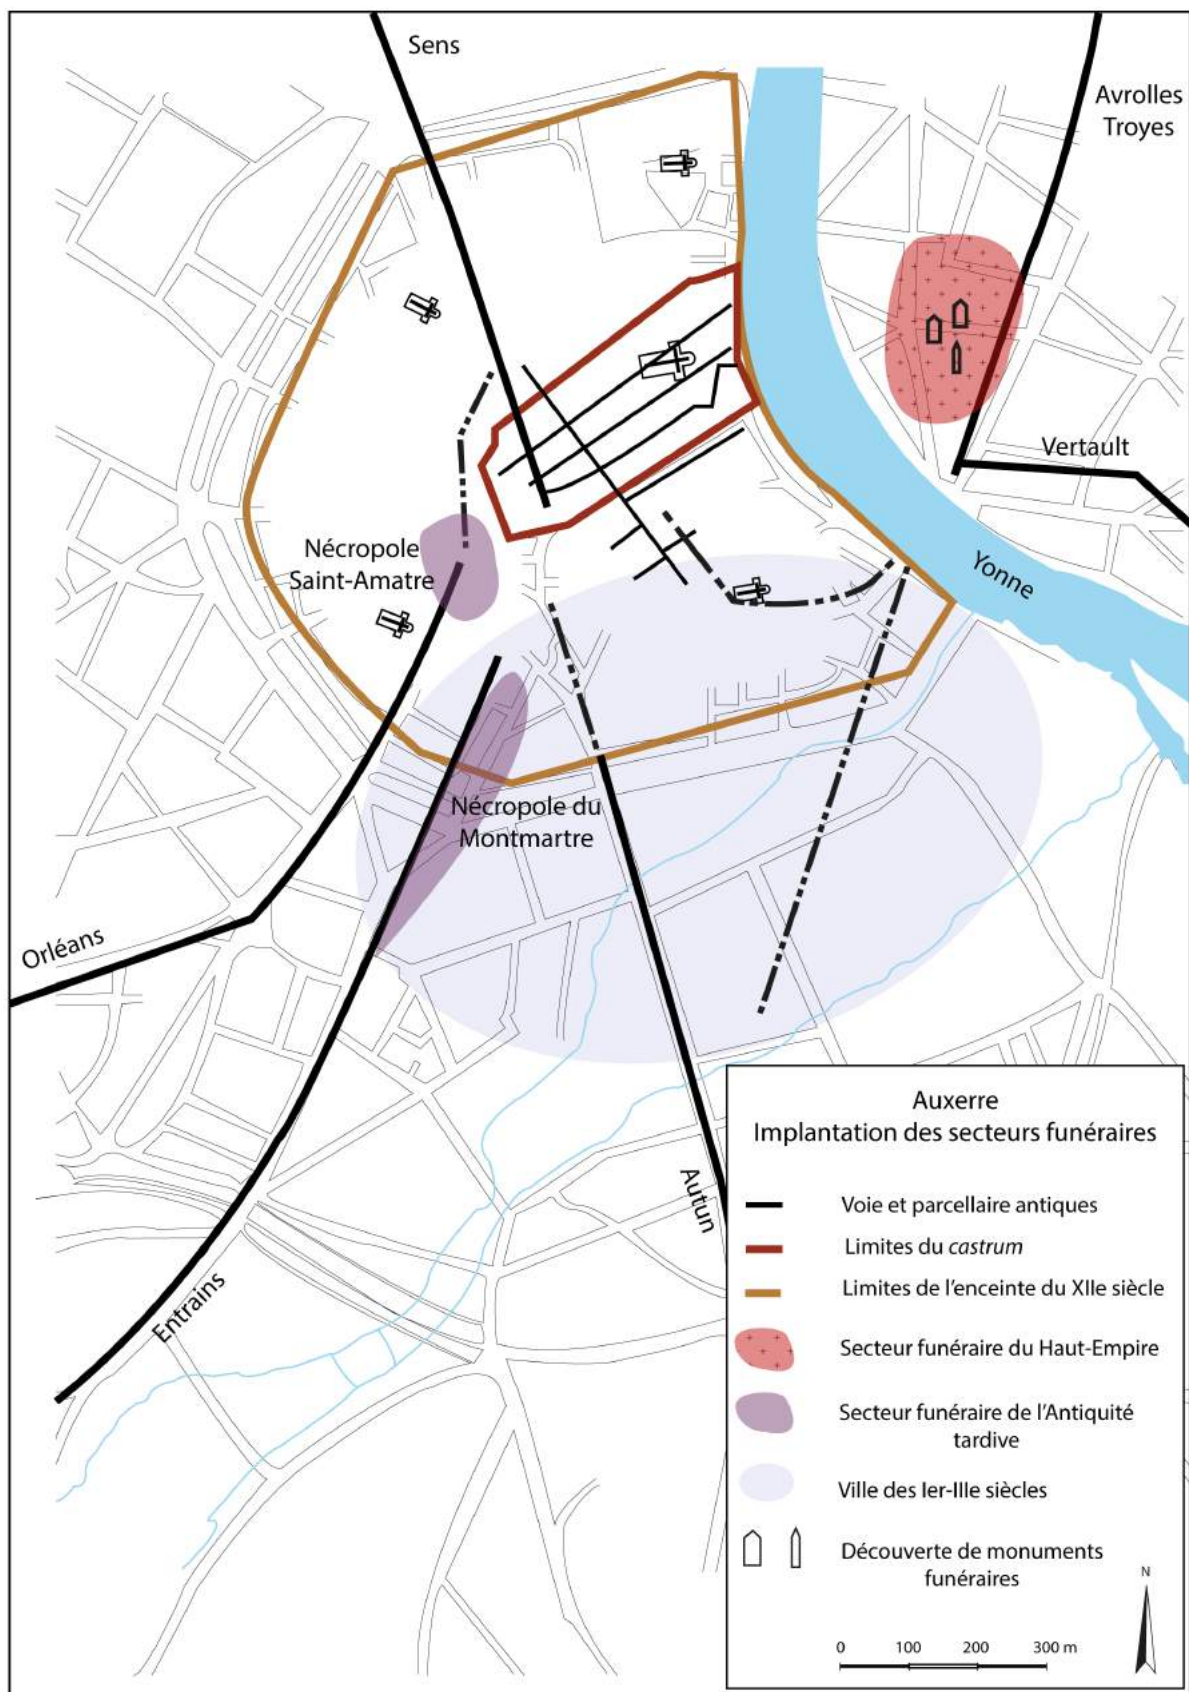 Sens
Avrolles
Troyes
Vertault
Yonne
Nécropole
Saint-Amatre
Nécropole du
Montmartre
Orléans
Autun
Entrains
Auxerre
Implantation des secteurs funéraires
Voie et parcellaire antiques
Limites du castrum
Limites de l'enceinte du XIIe siècle
Secteur funéraire du Haut-Empire
Secteur funéraire de l'Antiquité
tardive
Ville des Ier-IIIe siècles
Découverte de monuments
funéraires
N
0 100 200 300 m